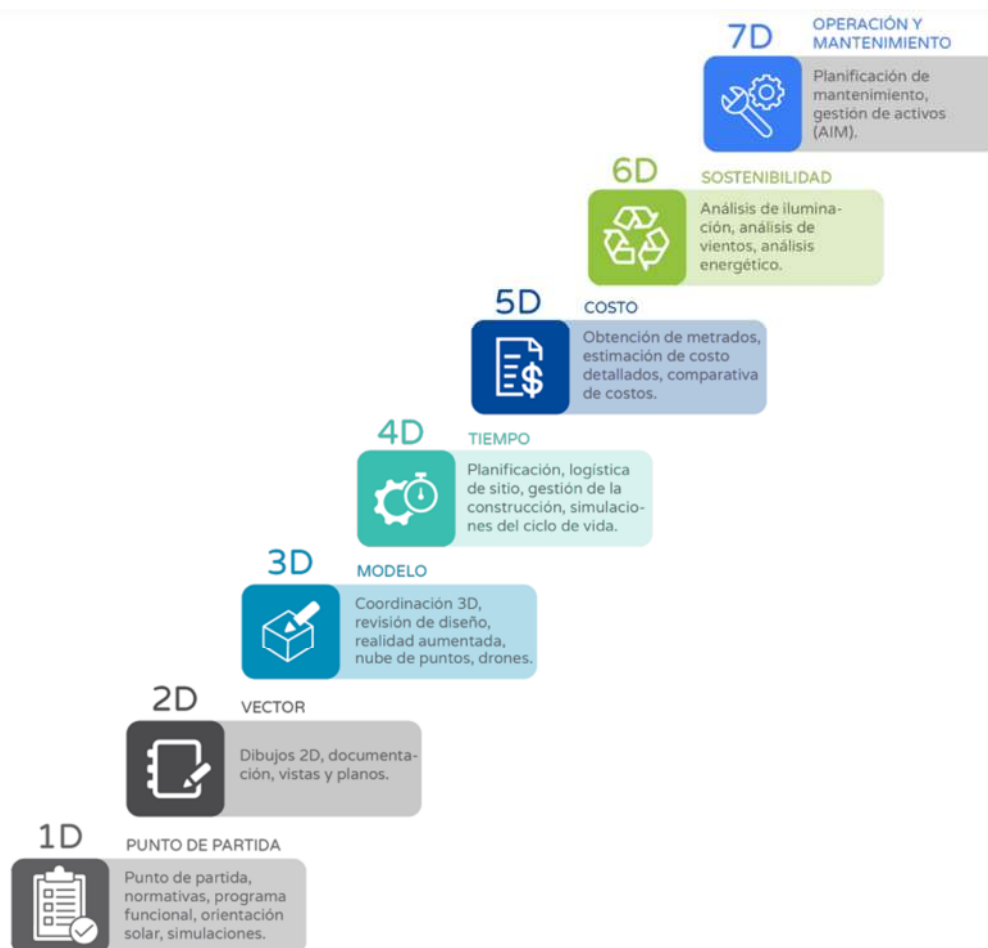 7D
OPERACIÓN Y
MANTENIMIENTO
Planificación de
mantenimiento,
gestión de activos
(AIM).
6D
SOSTENIBILIDAD
Análisis de ilumina-
ción, análisis de
vientos, análisis
energético.
5D
COSTO
Obtención de metrados,
estimación de costo
detallados, comparativa
de costos.
4D
TIEMPO
Planificación, logística
de sitio, gestión de la
construcción, simulacio-
nes del ciclo de vida.
3D
MODELO
Coordinación 3D,
revisión de diseño,
realidad aumentada,
nube de puntos, drones.
2D
VECTOR
Dibujos 2D, documenta-
ción, vistas y planos.
1D
PUNTO DE PARTIDA
Punto de partida,
normativas, programa
funcional, orientación
solar, simulaciones.
$